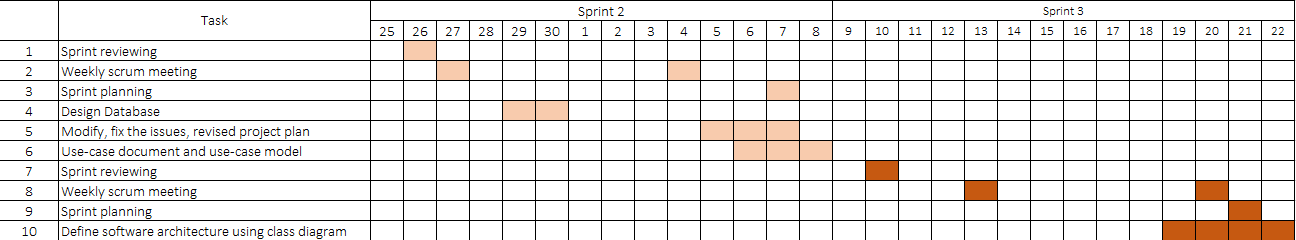 Task Sprint 2 Sprint 3
25 26 27 28 29 30 1 2 3 4 5 6 7 8 9 10 11 12 13 14 15 16 17 18 19 20 21 22
1 Sprint reviewing
2 Weekly scrum meeting
3 Sprint planning
4 Design Database
5 Modify, fix the issues, revised project plan
6 Use-case document and use-case model
7 Sprint reviewing
8 Weekly scrum meeting
9 Sprint planning
10 Define software architecture using class diagram